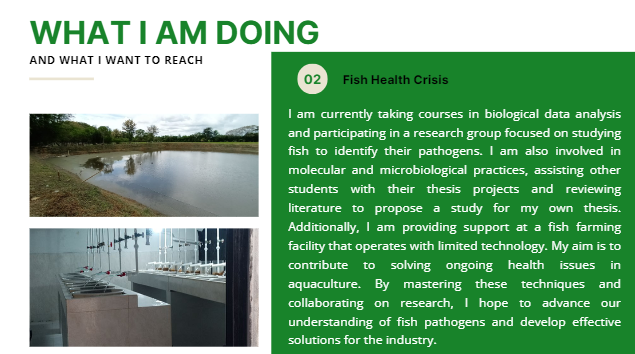 WHAT I AM DOING
AND WHAT I WANT TO REACH
02
Fish Health Crisis
I am currently taking courses in biological data analysis
and participating in a research group focused on studying
fish to identify their pathogens. I am also involved in
molecular and microbiological practices, assisting other
students with their thesis projects and reviewing
literature to propose a study for my own thesis.
Additionally, I am providing support at a fish farming
facility that operates with limited technology. My aim is to
contribute to solving ongoing health issues in
aquaculture. By mastering these techniques and
collaborating on research, I hope to advance our
understanding of fish pathogens and develop effective
solutions for the industry.